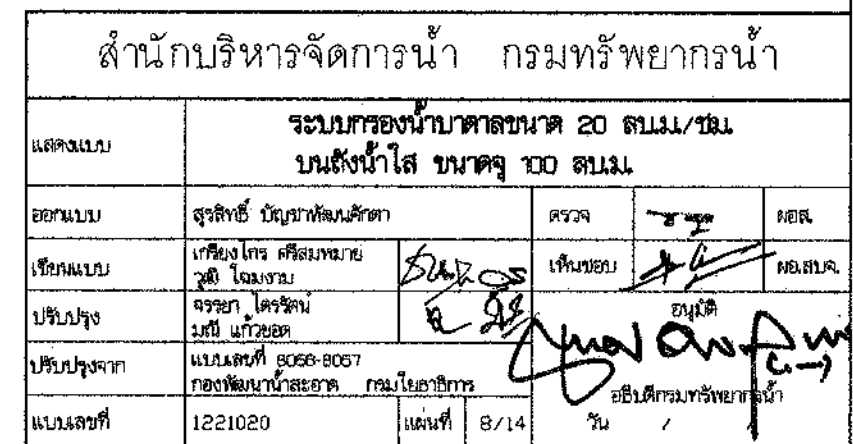 สำนักบริหารจัดการน้ำ กรมทรัพยากรน้ำ
แสดงแบบ
ระบบกรองน้ำบาดาลขนาด 20 ลบ.ม./ชม.
บนถังน้ำใส ขนาดจุ 100 ลบ.ม.
ออกแบบ สุรสิทธิ์ ตรวจ ผอส.
เขียนแบบ เกรียงไกร ศรีสมหมาย
วุฒิ โฉมงาม
เห็นชอบ ผอ.สบจ.
ปรับปรุง จรรยา ไตรรัตน์
มณี แก้วยอด
อนุมัติ
ปรับปรุงจาก แบบเลขที่ 8056-8057
กองพัฒนาน้ำสะอาด กรมโยธาธิการ
อธิบดีกรมทรัพยากรน้ำ
แบบเลขที่ 1221020 แผ่นที่ 8/14 วัน / /